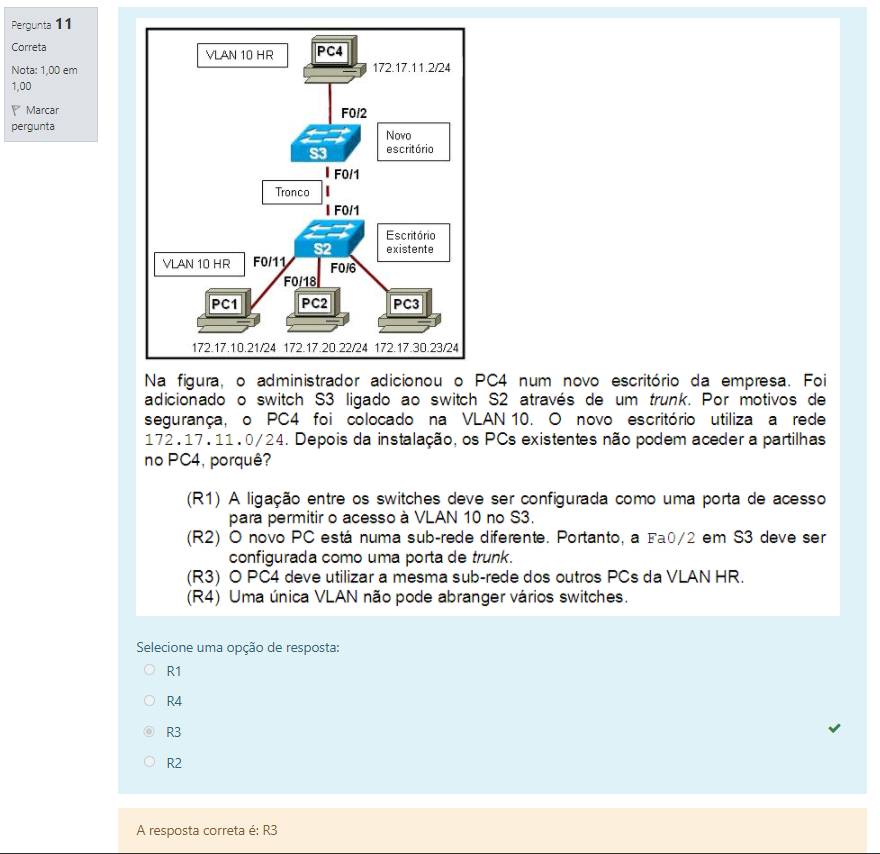 Pergunta 11
Correta
Nota: 1,00 em
1,00
Marcar
pergunta
VLAN 10 HR
PC4
172.17.11.2/24
F0/2
S3
Novo
escritório
F0/1
Tronco
F0/1
S2
Escritório
existente
VLAN 10 HR
F0/11
F0/18
F0/6
PC1
PC2
PC3
172.17.10.21/24 172.17.20.22/24 172.17.30.23/24
Na figura, o administrador adicionou o PC4 num novo escritório da empresa. Foi
adicionado o switch S3 ligado ao switch S2 através de um trunk. Por motivos de
segurança, o PC4 foi colocado na VLAN 10. O novo escritório utiliza a rede
172.17.11.0/24. Depois da instalação, os PCs existentes não podem aceder a partilhas
no PC4, porquê?
(R1) A ligação entre os switches deve ser configurada como uma porta de acesso
para permitir o acesso à VLAN 10 no S3.
(R2) O novo PC está numa sub-rede diferente. Portanto, a Fa0/2 em S3 deve ser
configurada como uma porta de trunk.
(R3) O PC4 deve utilizar a mesma sub-rede dos outros PCs da VLAN HR.
(R4) Uma única VLAN não pode abranger vários switches.
Selecione uma opção de resposta:
R1
R4
R3
R2
A resposta correta é: R3